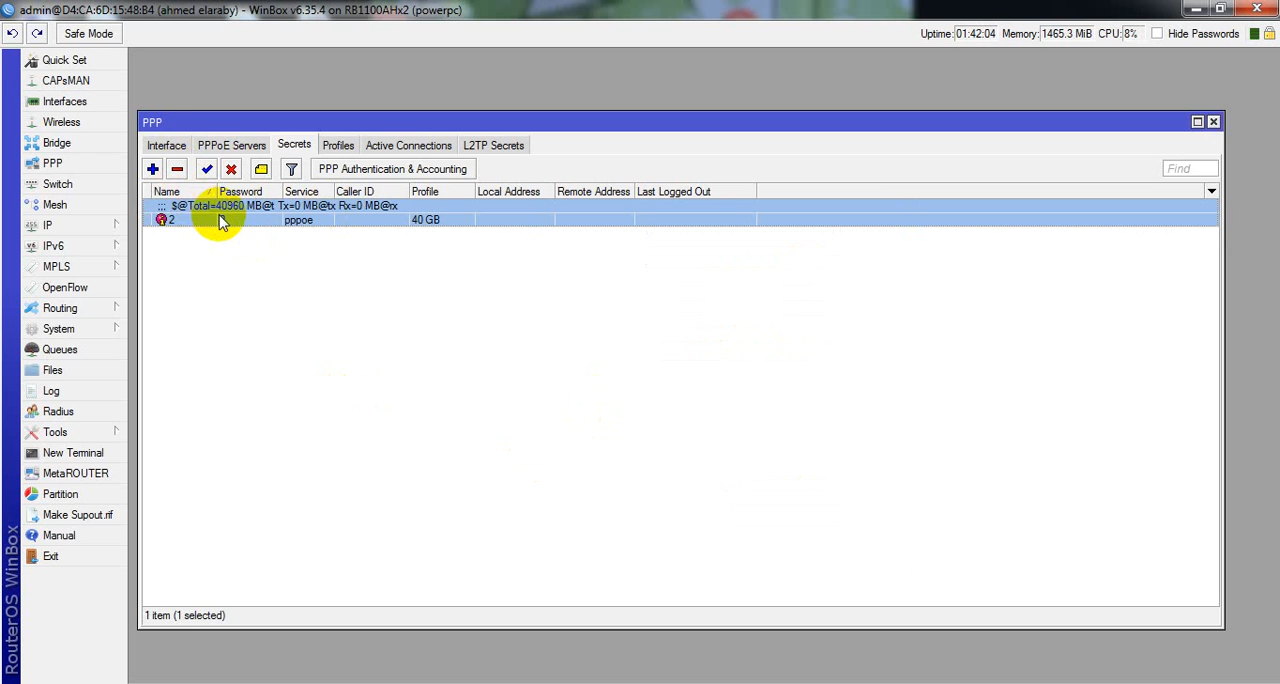 admin@D4:CA:6D:15:48:B4 (ahmed elaraby) - WinBox v6.35.4 on RB1100AHx2 (powerpc)
Safe Mode
Uptime: 01:42:04 Memory: 1465.3 MiB CPU: 8% Hide Passwords
Quick Set
CAPsMAN
Interfaces
Wireless
Bridge
PPP
Switch
Mesh
IP
IPv6
MPLS
OpenFlow
Routing
System
Queues
Files
Log
Radius
Tools
New Terminal
MetaROUTER
Partition
Make Supout.rif
Manual
Exit
RouterOS WinBox
PPP
Interface PPPoE Servers Secrets Profiles Active Connections L2TP Secrets
PPP Authentication & Accounting Find
Name Password Service Caller ID Profile Local Address Remote Address Last Logged Out
::: $@Total=40960 MB@t Tx=0 MB@tx Rx=0 MB@rx
2 pppoe 40 GB
1 item (1 selected)